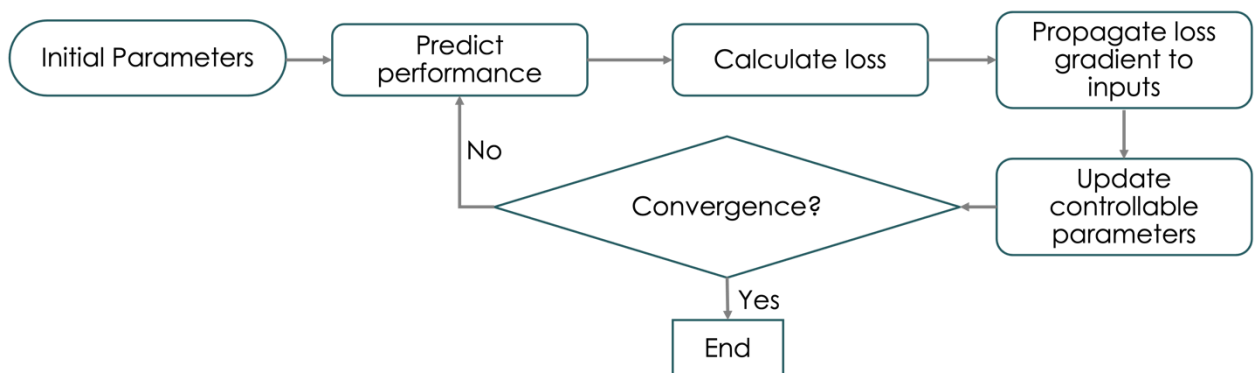 Initial Parameters
Predict
performance
Calculate loss
Propagate loss
gradient to
inputs
Update
controllable
parameters
Convergence?
No
Yes
End